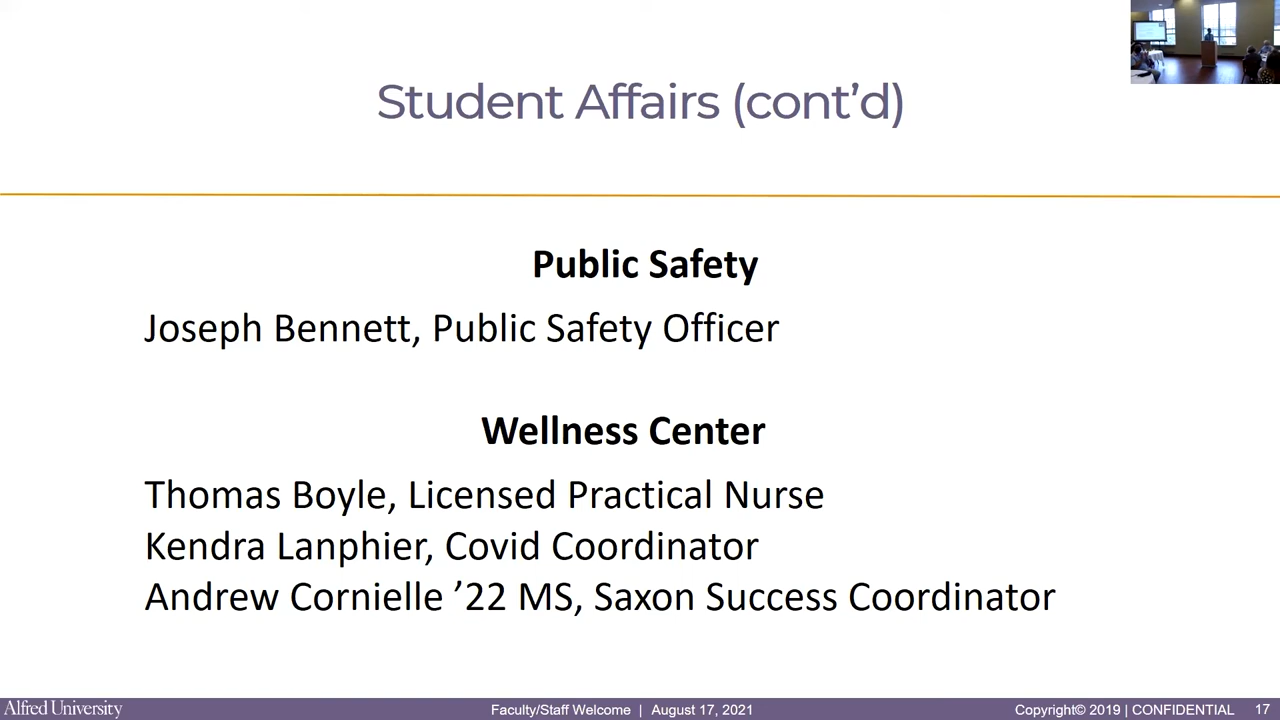 Student Affairs (cont’d)
Public Safety
Joseph Bennett, Public Safety Officer
Wellness Center
Thomas Boyle, Licensed Practical Nurse
Kendra Lanphier, Covid Coordinator
Andrew Cornielle ’22 MS, Saxon Success Coordinator
Alfred University Faculty/Staff Welcome | August 17, 2021 Copyright© 2019 | CONFIDENTIAL 17